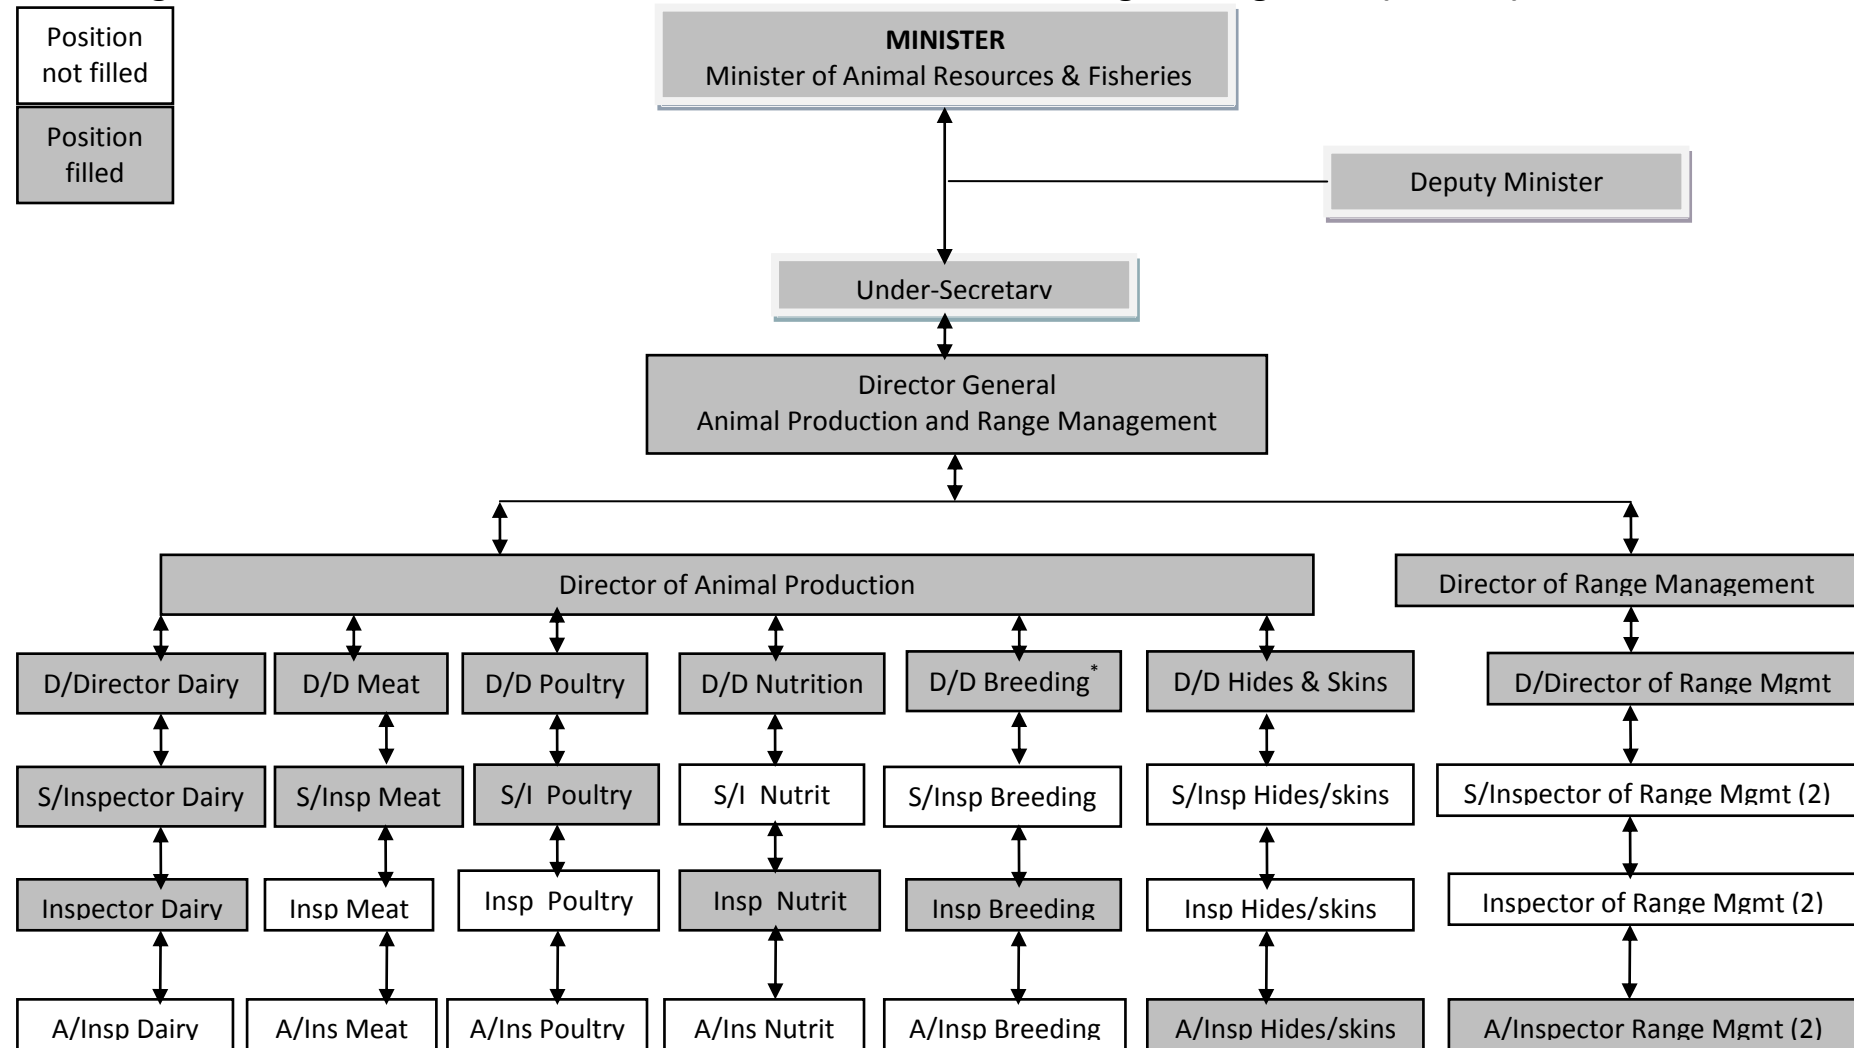 Position
not filled
Position
filled
MINISTER
Minister of Animal Resources & Fisheries
Deputy Minister
Under-Secretary
Director General
Animal Production and Range Management
Director of Animal Production
Director of Range Management
D/Director Dairy
D/D Meat
D/D Poultry
D/D Nutrition
D/D Breeding*
D/D Hides & Skins
D/Director of Range Mgmt
S/Inspector Dairy
S/Insp Meat
S/I Poultry
S/I Nutrit
S/Insp Breeding
S/Insp Hides/skins
S/Inspector of Range Mgmt (2)
Inspector Dairy
Insp Meat
Insp Poultry
Insp Nutrit
Insp Breeding
Insp Hides/skins
Inspector of Range Mgmt (2)
A/Insp Dairy
A/Ins Meat
A/Ins Poultry
A/Ins Nutrit
A/Insp Breeding
A/Insp Hides/skins
A/Inspector Range Mgmt (2)